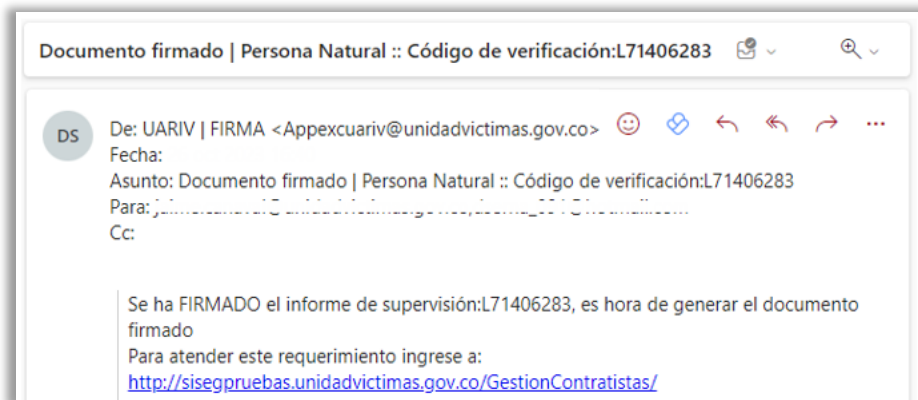 Documento firmado | Persona Natural :: Código de verificación:L71406283
DS
De: UARIV | FIRMA <Appexcuariv@unidadvictimas.gov.co>
Fecha:
Asunto: Documento firmado | Persona Natural :: Código de verificación:L71406283
Para:
Cc:
Se ha FIRMADO el informe de supervisión:L71406283, es hora de generar el documento
firmado
Para atender este requerimiento ingrese a:
http://sisegpruebas.unidadvictimas.gov.co/GestionContratistas/